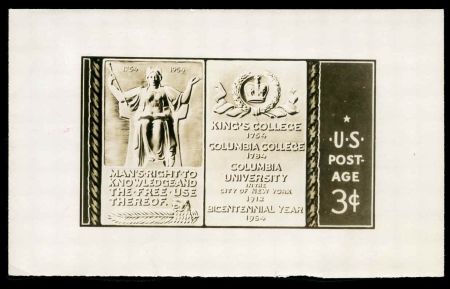 1754 1954
MAN'S·RIGHT·TO
KNOWLEDGE·AND
THE·FREE·USE
THEREOF.
KING'S COLLEGE
1754
COLUMBIA COLLEGE
1784
COLUMBIA
UNIVERSITY
IN THE
CITY OF NEW YORK
1912
BICENTENNIAL YEAR
1954
·U·S·
POST-
AGE
3¢